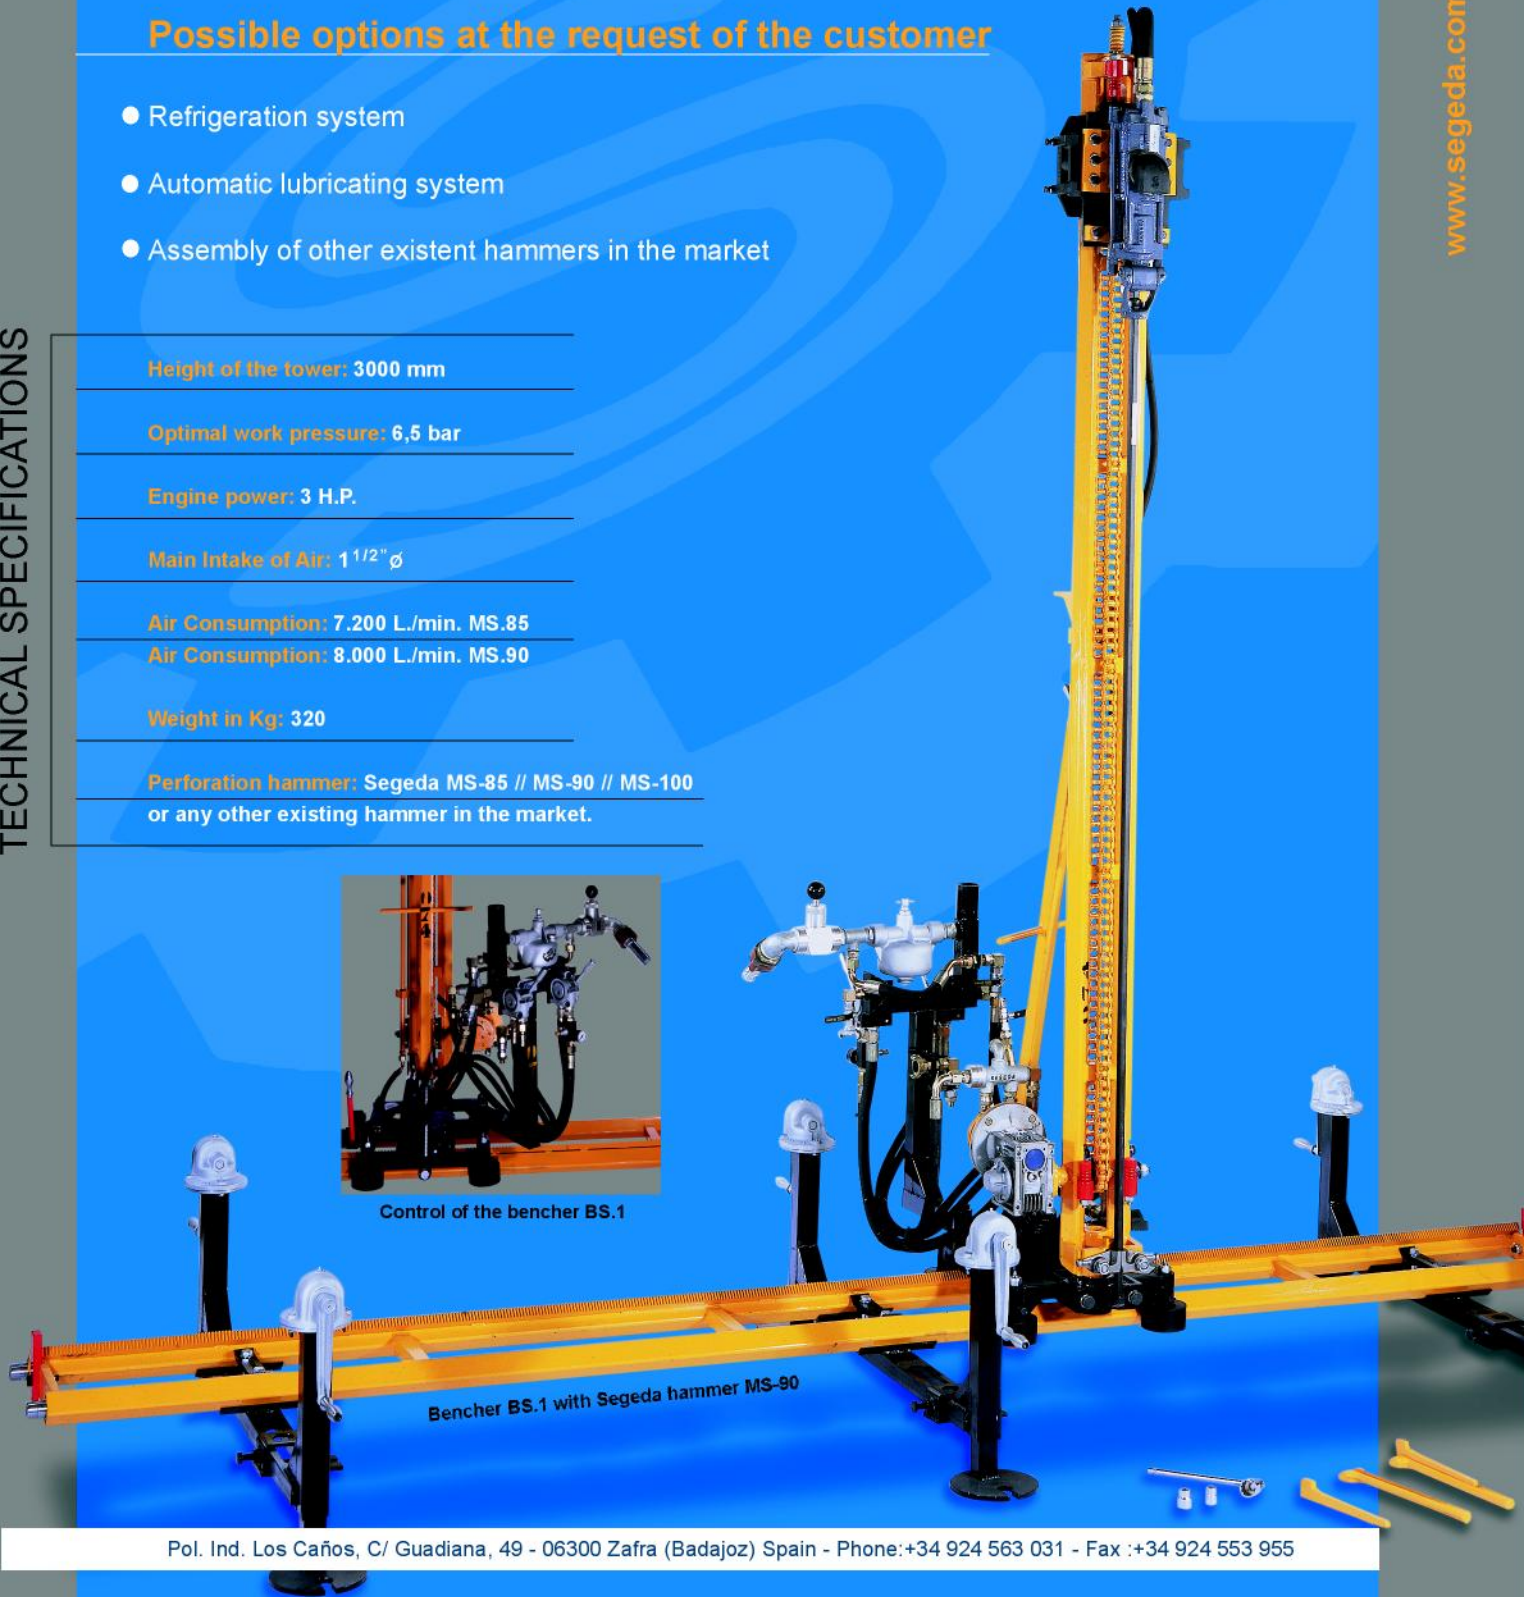 Possible options at the request of the customer
www.segeda.com
● Refrigeration system
● Automatic lubricating system
● Assembly of other existent hammers in the market
TECHNICAL SPECIFICATIONS
Height of the tower: 3000 mm
Optimal work pressure: 6,5 bar
Engine power: 3 H.P.
Main Intake of Air: 1 1/2" ø
Air Consumption: 7.200 L./min. MS.85
Air Consumption: 8.000 L./min. MS.90
Weight in Kg: 320
Perforation hammer: Segeda MS-85 // MS-90 // MS-100
or any other existing hammer in the market.
Control of the bencher BS.1
Bencher BS.1 with Segeda hammer MS-90
Pol. Ind. Los Caños, C/ Guadiana, 49 - 06300 Zafra (Badajoz) Spain - Phone:+34 924 563 031 - Fax :+34 924 553 955